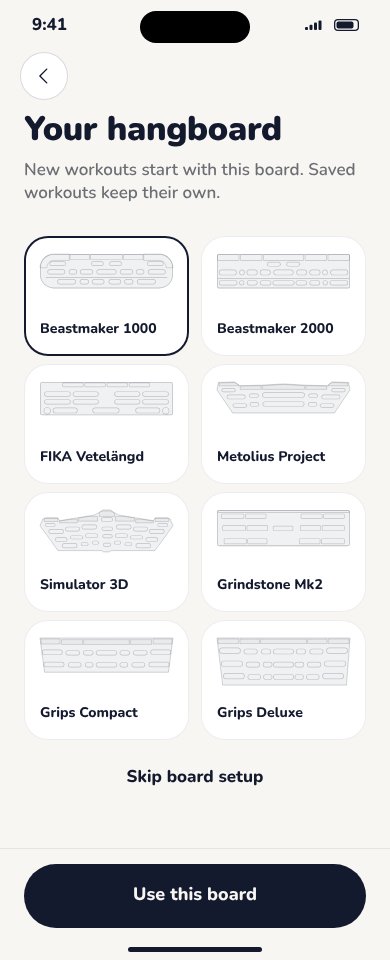 9:41
Your hangboard
New workouts start with this board. Saved
workouts keep their own.
Beastmaker 1000
Beastmaker 2000
FIKA Vetelängd
Metolius Project
Simulator 3D
Grindstone Mk2
Grips Compact
Grips Deluxe
Skip board setup
Use this board